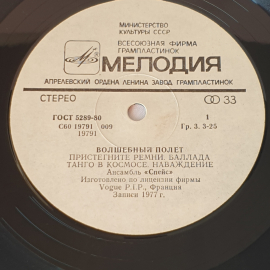 МИНИСТЕРСТВО
КУЛЬТУРЫ СССР
ВСЕСОЮЗНАЯ ФИРМА
ГРАМПЛАСТИНОК
МЕЛОДИЯ
АПРЕЛЕВСКИЙ ОРДЕНА ЛЕНИНА ЗАВОД ГРАМПЛАСТИНОК
СТЕРЕО 33
ГОСТ 5289-80 1
С60 19791 009 Гр. 3. 3-25
19791
ВОЛШЕБНЫЙ ПОЛЕТ
ПРИСТЕГНИТЕ РЕМНИ; БАЛЛАДА
ТАНГО В КОСМОСЕ; НАВАЖДЕНИЕ
Ансамбль «Спейс»
Изготовлено по лицензии фирмы
Vogue P.I.P., Франция
Запись 1977 г.